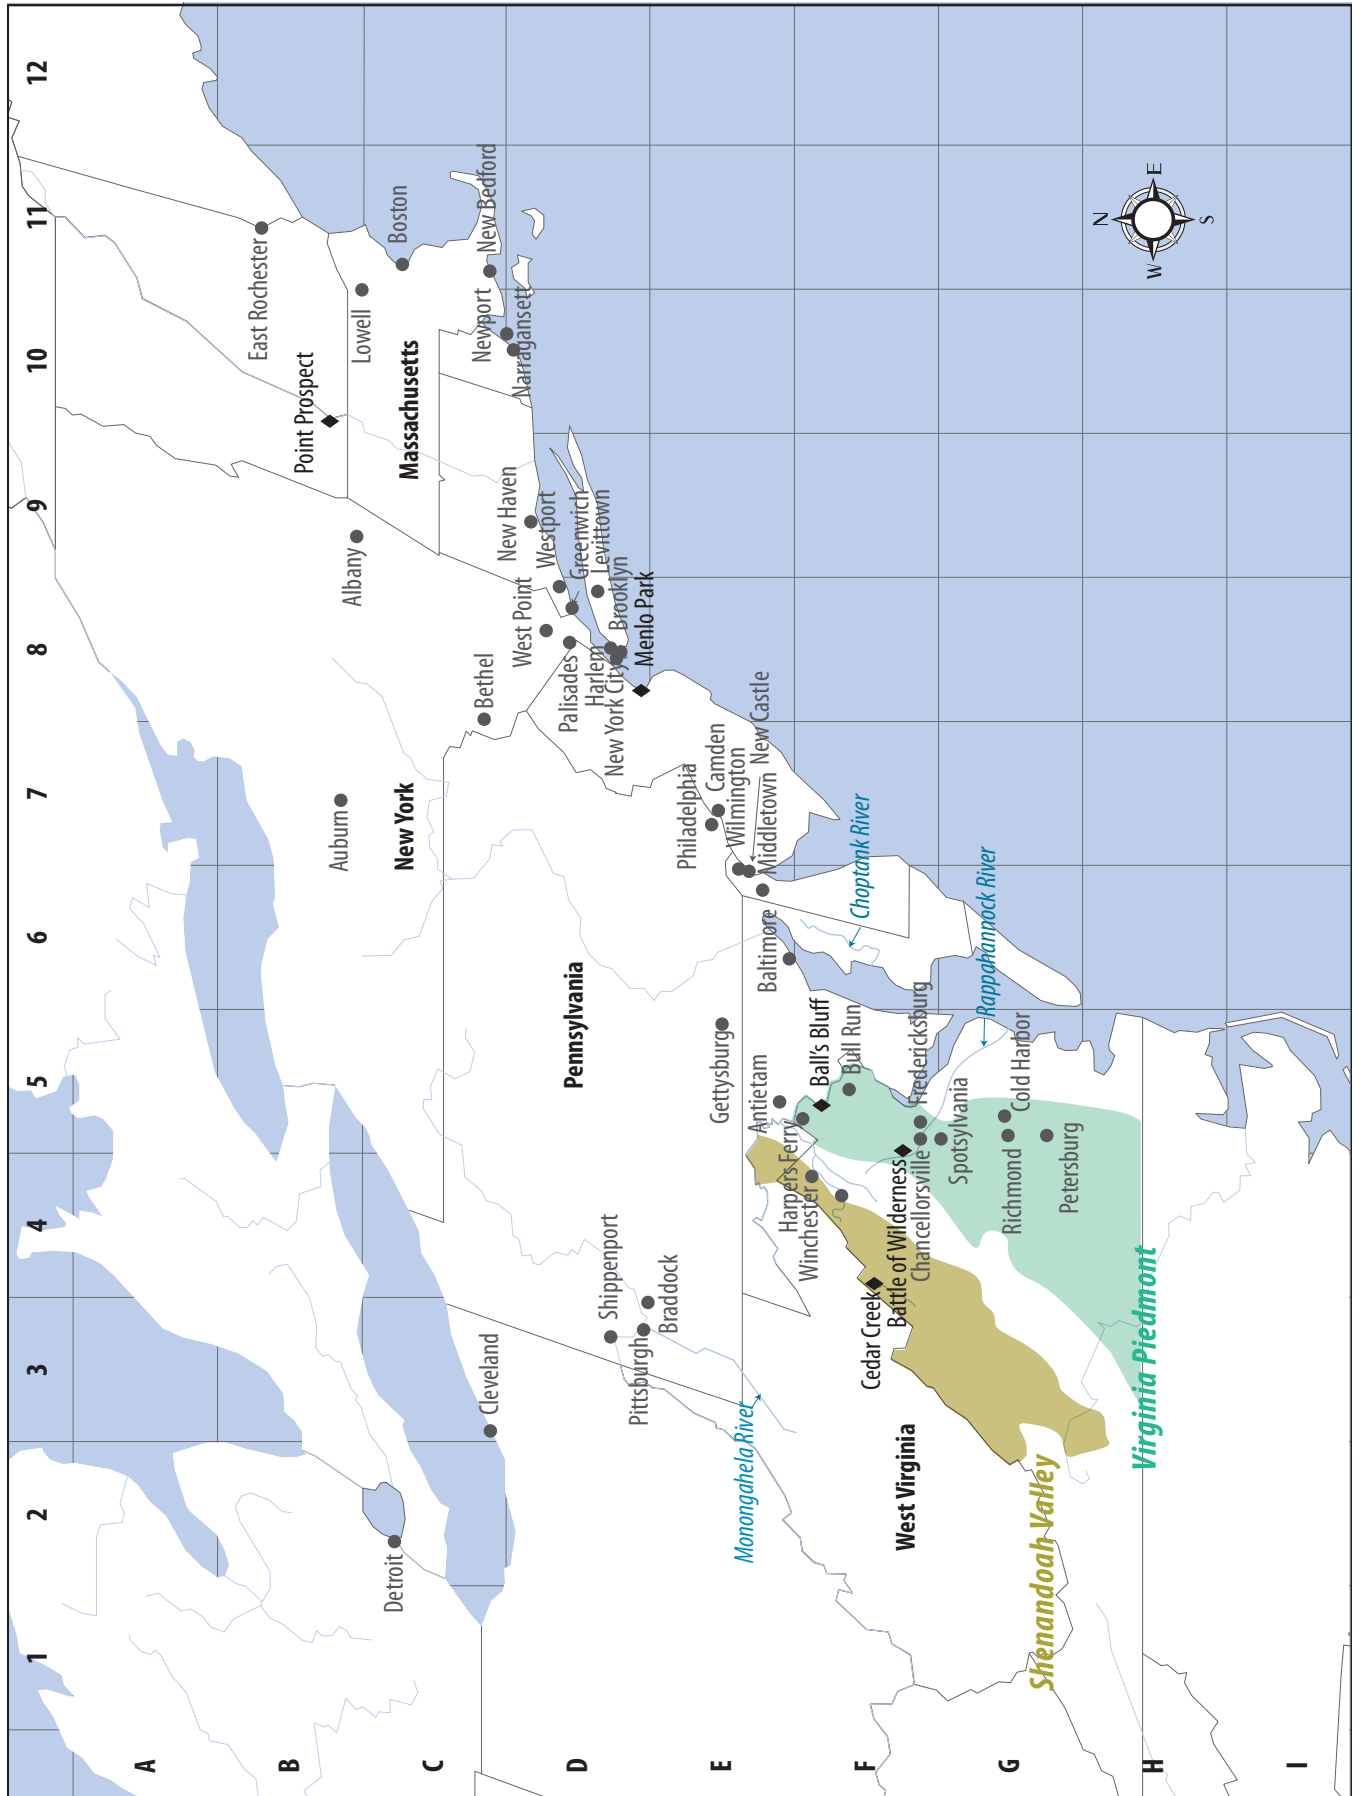 1
2
3
4
5
6
7
8
9
10
11
12
A
B
C
D
E
F
G
H
I
N
E
S
W
East Rochester
Point Prospect
Lowell
Boston
Massachusetts
New Bedford
Newport
Narragansett
Albany
New Haven
Westport
Greenwich
Levittown
West Point
Brooklyn
Menlo Park
Bethel
Palisades
Harlem
New York City
Auburn
New York
Philadelphia
Camden
Wilmington
New Castle
Middletown
Choptank River
Baltimore
Pennsylvania
Rappahannock River
Gettysburg
Antietam
Ball's Bluff
Bull Run
Fredericksburg
Harpers Ferry
Winchester
Battle of Wilderness
Chancellorsville
Spotsylvania
Cold Harbor
Richmond
Petersburg
Shippenport
Braddock
Pittsburgh
Cleveland
Cedar Creek
Monongahela River
West Virginia
Detroit
Shenandoah Valley
Virginia Piedmont